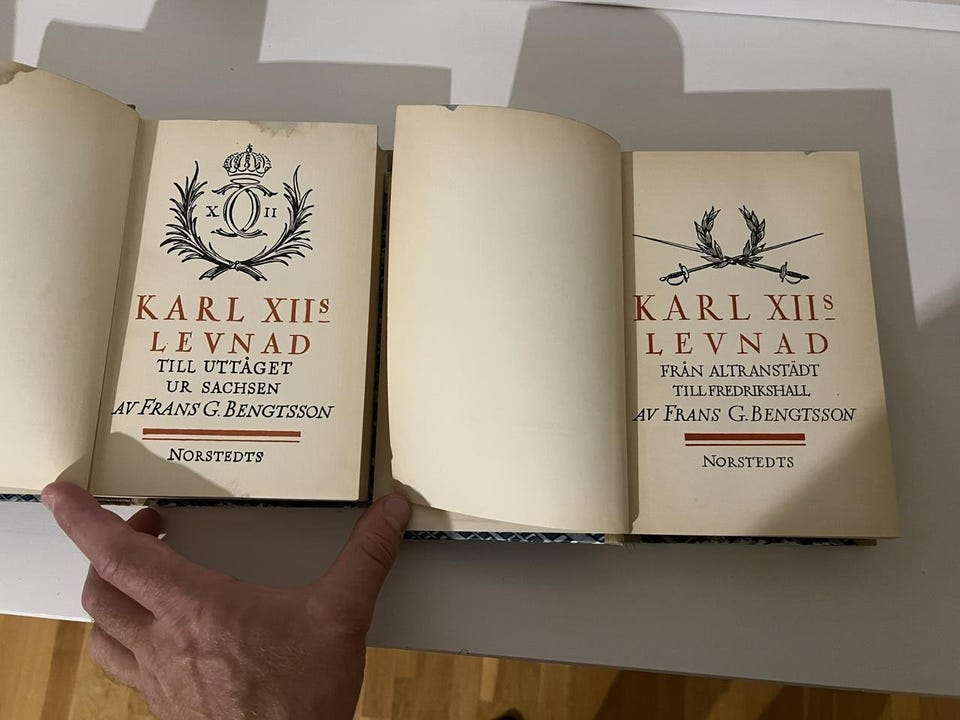 X II
KARL XIIs
LEVNAD
TILL UTTÅGET
UR SACHSEN
AV FRANS G. BENGTSSON
NORSTEDTS
KARL XIIs
LEVNAD
FRÅN ALTRANSTÄDT
TILL FREDRIKSHALL
AV FRANS G. BENGTSSON
NORSTEDTS